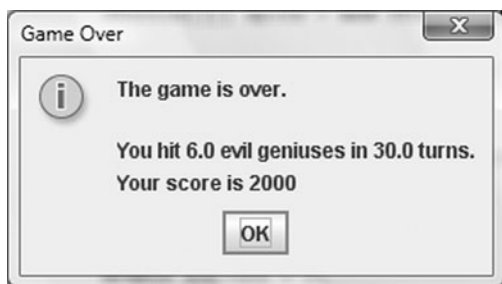 Game Over
The game is over.
You hit 6.0 evil geniuses in 30.0 turns.
Your score is 2000
OK